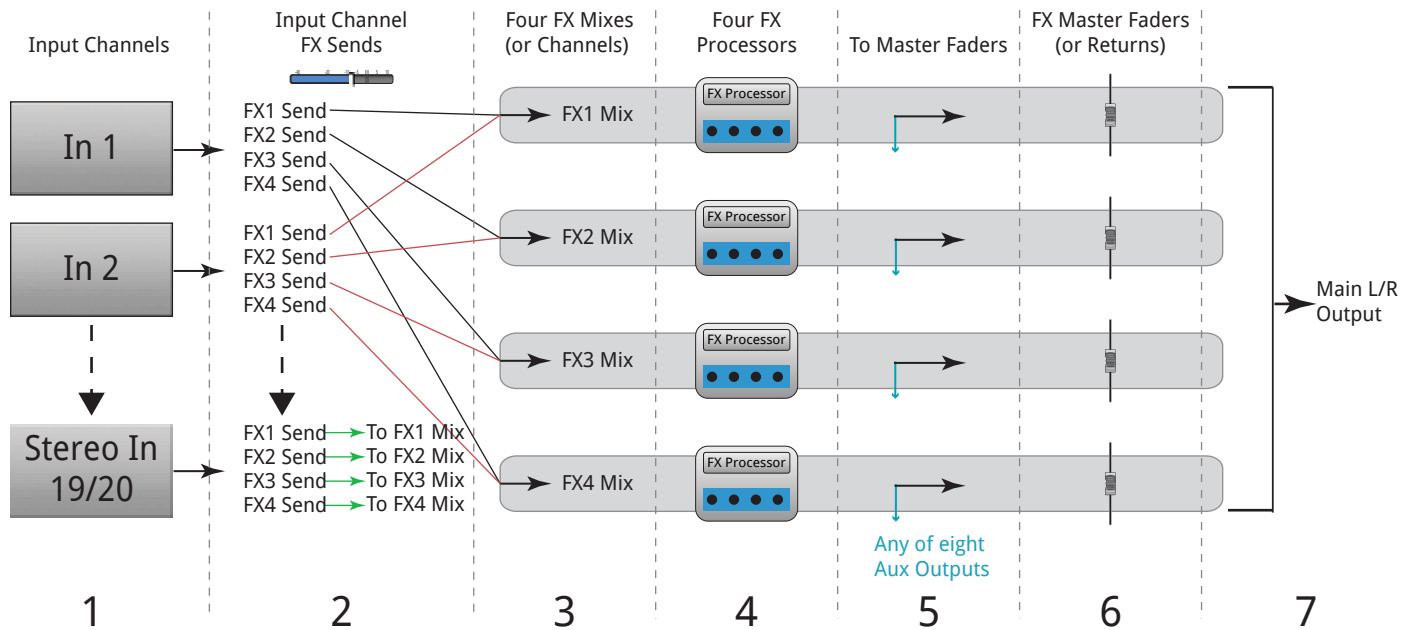 Input Channels
Input Channel
FX Sends
Four FX Mixes
(or Channels)
Four FX
Processors
To Master Faders
FX Master Faders
(or Returns)
In 1
FX1 Send
FX2 Send
FX3 Send
FX4 Send
In 2
FX1 Send
FX2 Send
FX3 Send
FX4 Send
Stereo In
19/20
FX1 Send To FX1 Mix
FX2 Send To FX2 Mix
FX3 Send To FX3 Mix
FX4 Send To FX4 Mix
FX1 Mix
FX Processor
FX2 Mix
FX Processor
FX3 Mix
FX Processor
FX4 Mix
FX Processor
Any of eight
Aux Outputs
Main L/R
Output
1
2
3
4
5
6
7